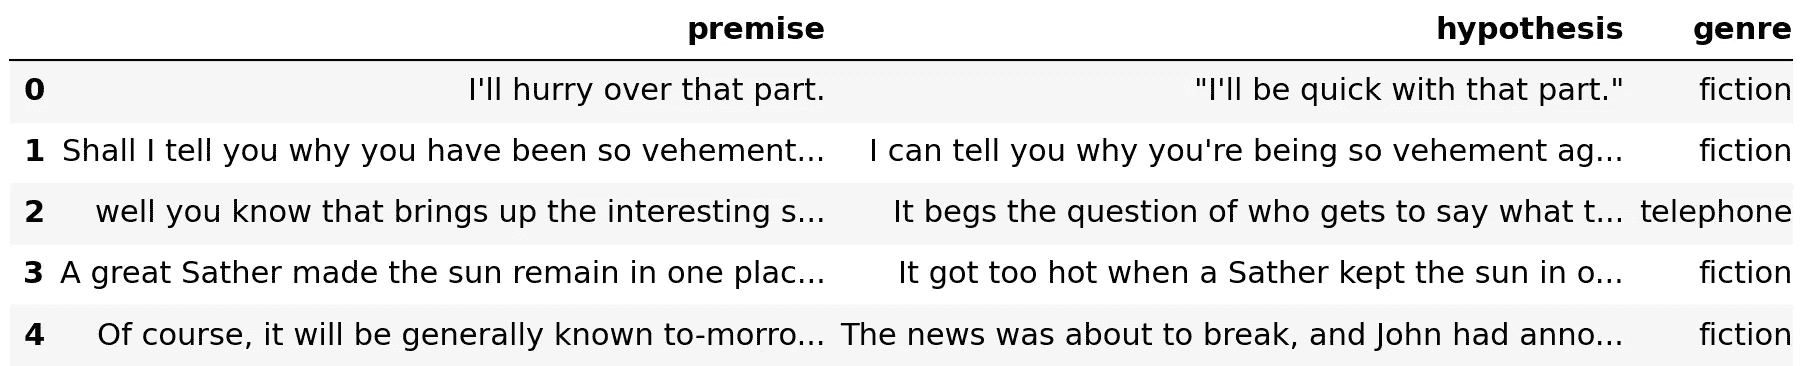 premise hypothesis genre
0 I'll hurry over that part. "I'll be quick with that part." fiction
1 Shall I tell you why you have been so vehement... I can tell you why you're being so vehement ag... fiction
2 well you know that brings up the interesting s... It begs the question of who gets to say what t... telephone
3 A great Sather made the sun remain in one plac... It got too hot when a Sather kept the sun in o... fiction
4 Of course, it will be generally known to-morro... The news was about to break, and John had anno... fiction